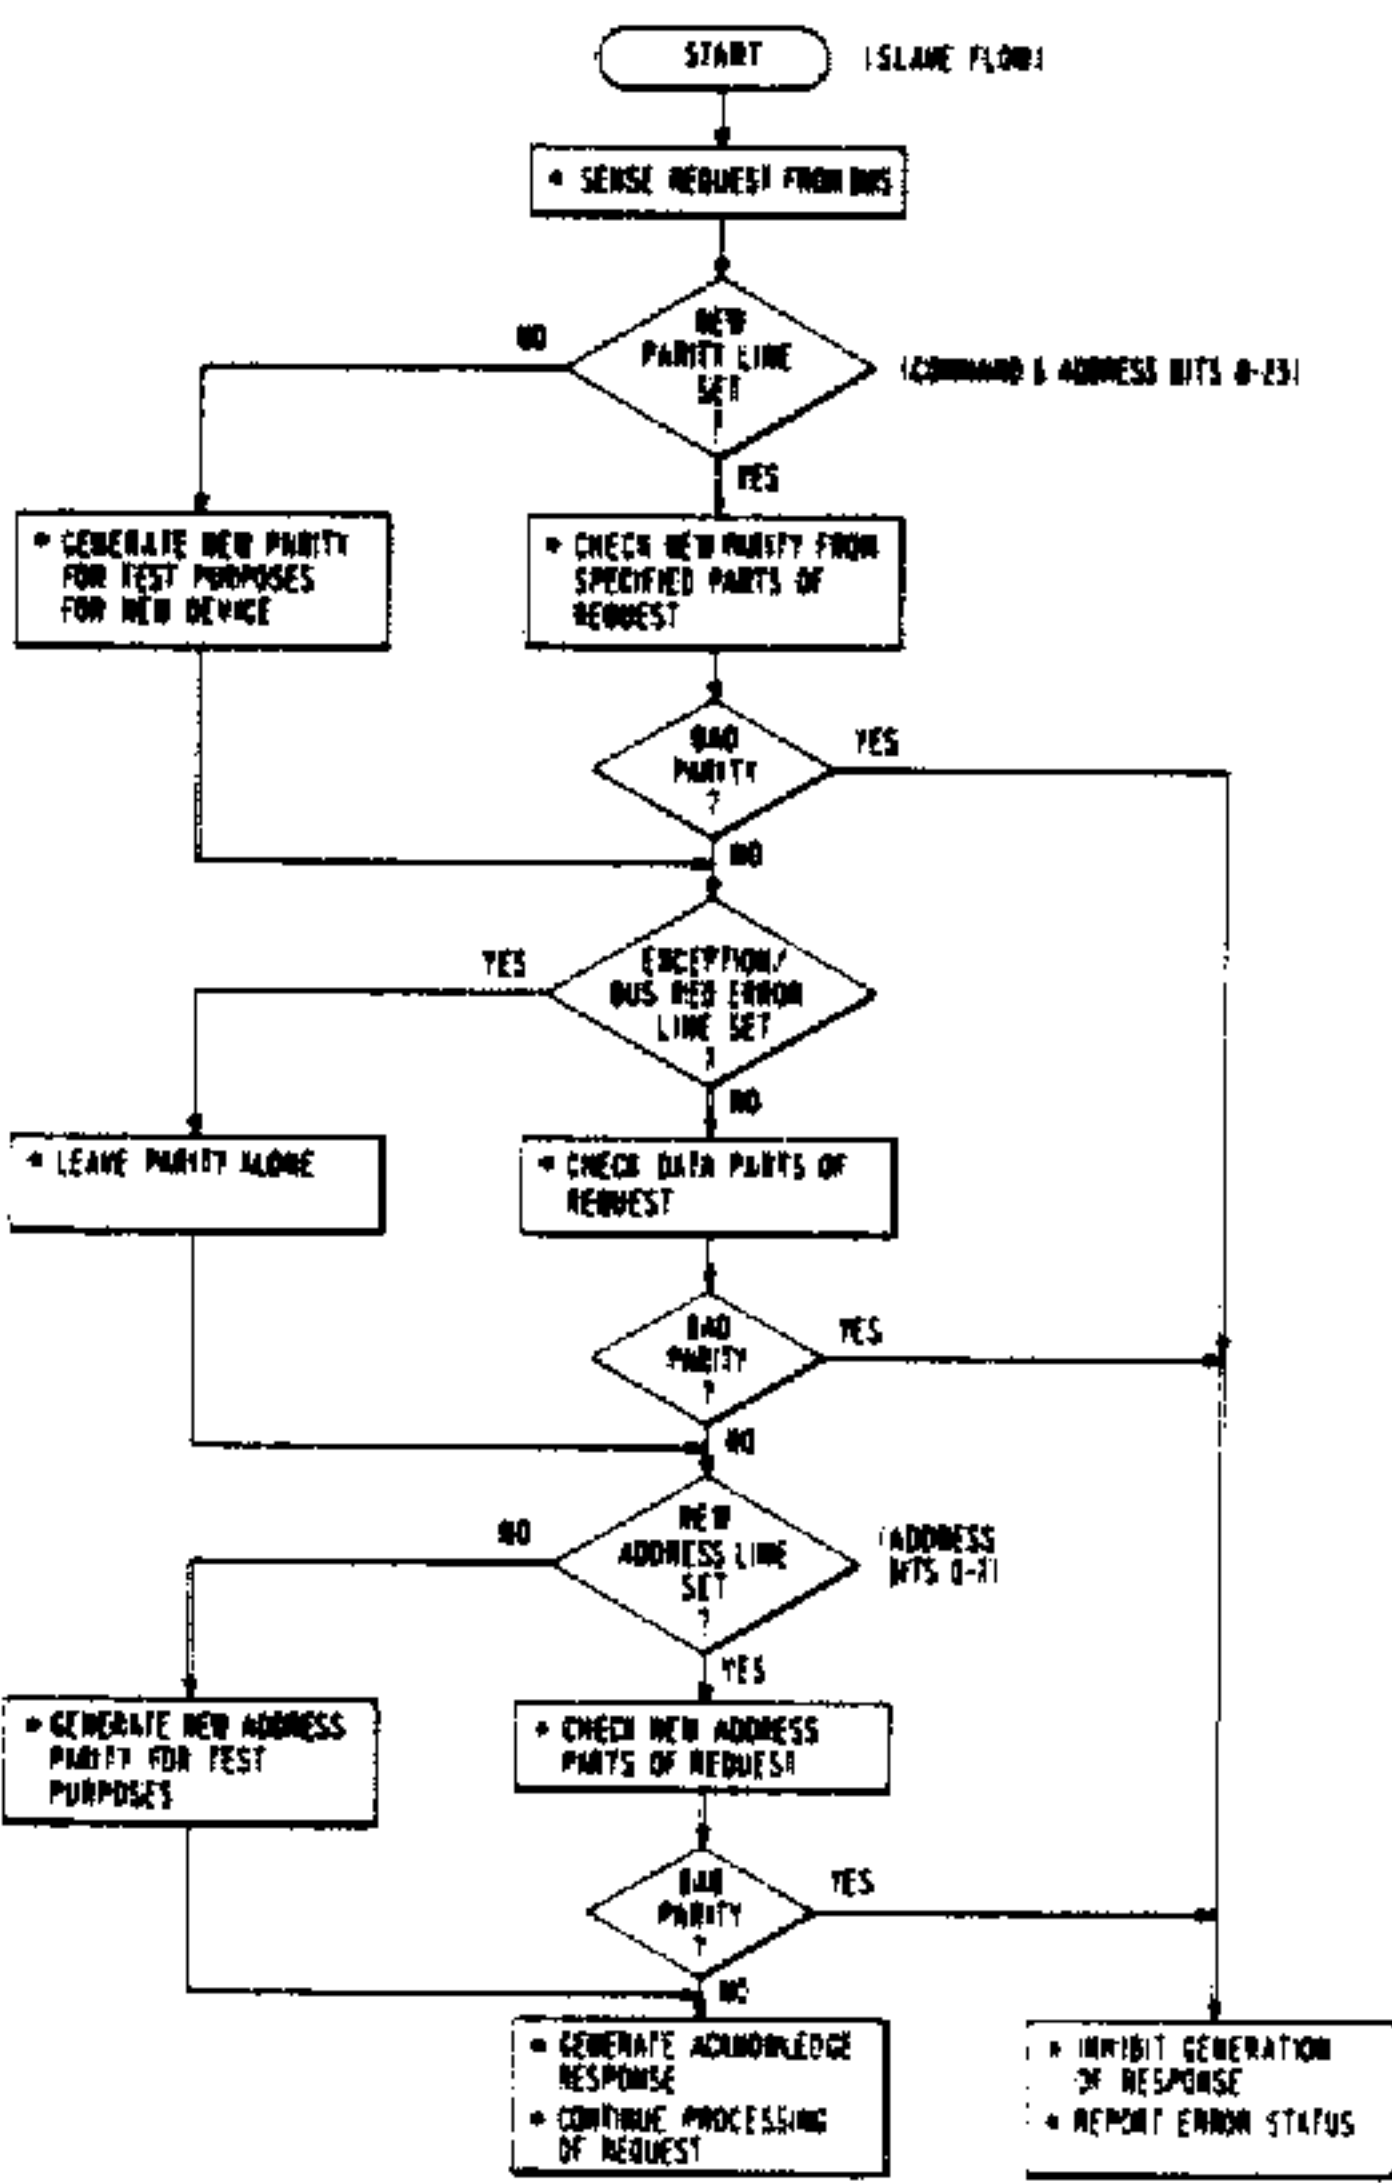 START
(SLAVE FLOW)
• SENSE REQUEST FROM BUS
NEW
PARITY LINE
SET
?
NO
(COMMAND & ADDRESS BITS 0-23)
YES
• GENERATE NEW PARITY
FOR TEST PURPOSES
FOR NEW DEVICE
• CHECK NEW PARITY FROM
SPECIFIED PARTS OF
REQUEST
BAD
PARITY
?
YES
NO
EXCEPTION/
BUS RED ERROR
LINE SET
?
YES
NO
• LEAVE PARITY ALONE
• CHECK DATA PARTS OF
REQUEST
BAD
PARITY
?
YES
NO
NEW
ADDRESS LINE
SET
?
NO
(ADDRESS
BITS
YES
• GENERATE NEW ADDRESS
PARITY FOR TEST
PURPOSES
• CHECK NEW ADDRESS
PARTS OF REQUEST
BAD
PARITY
?
YES
NO
• GENERATE ACKNOWLEDGE
RESPONSE
• CONTINUE PROCESSING
OF REQUEST
• INHIBIT GENERATION
OF RESPONSE
• REPORT ERROR STATUS